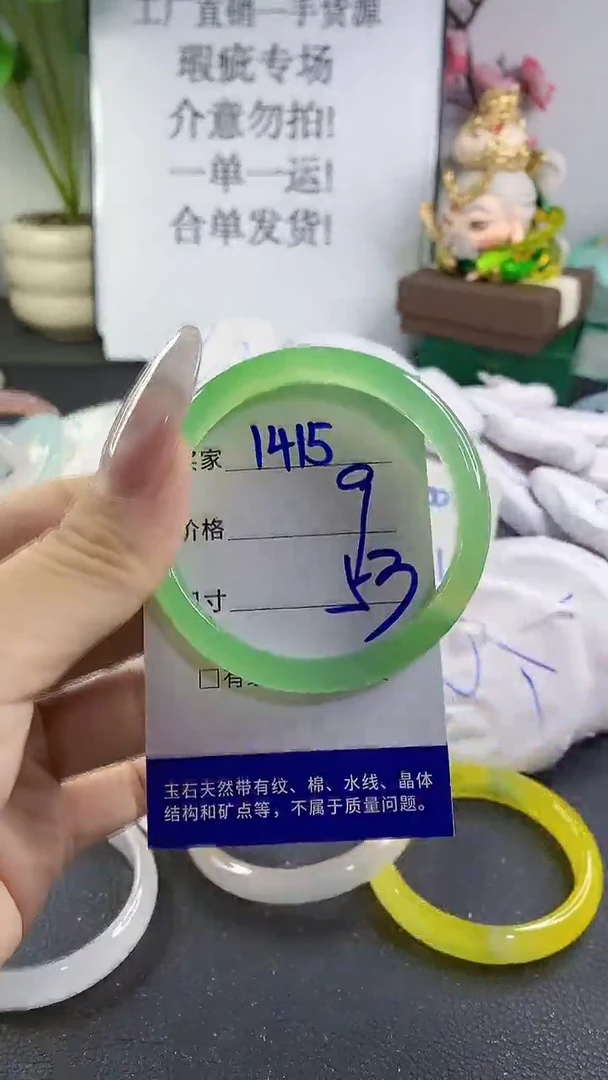 工厂直销一手货源
瑕疵专场
介意勿拍!
一单一运!
合单发货!
家 1415
价格 9
寸 53
□有
玉石天然带有纹、棉、水线、晶体
结构和矿点等，不属于质量问题。